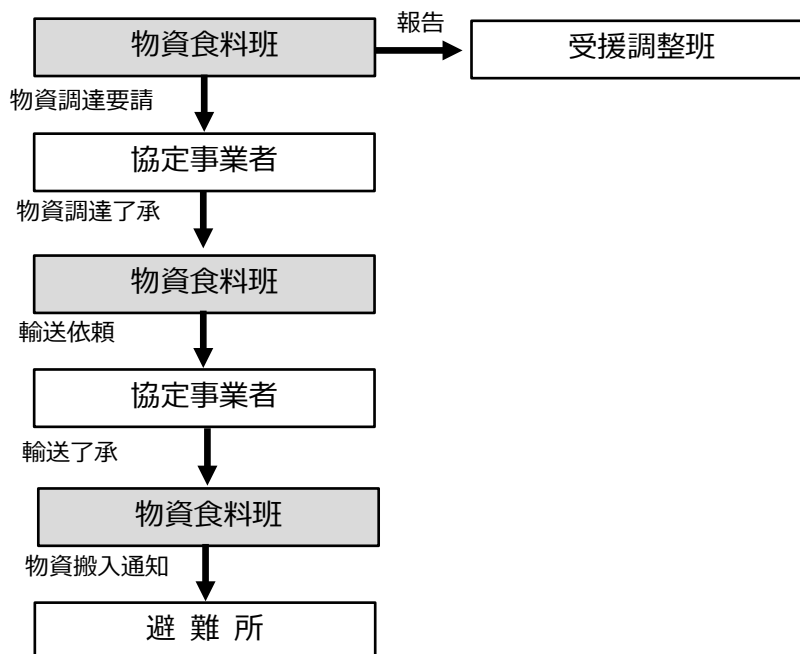 物資食料班
報告
受援調整班
物資調達要請
協定事業者
物資調達了承
物資食料班
輸送依頼
協定事業者
輸送了承
物資食料班
物資搬入通知
避 難 所